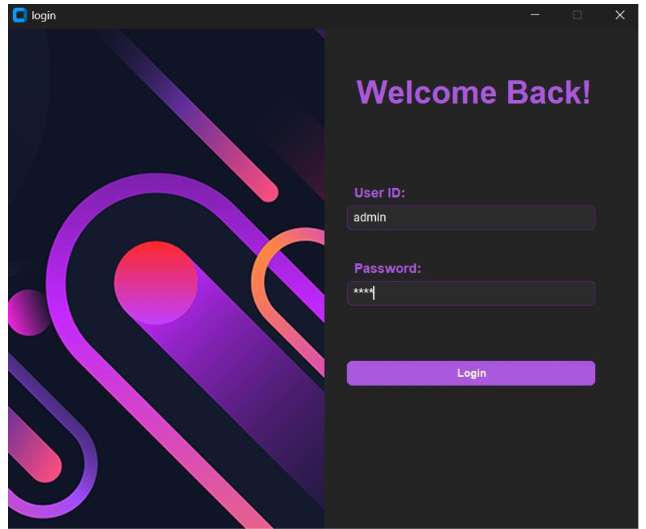 login
Welcome Back!
User ID:
admin
Password:
****
Login